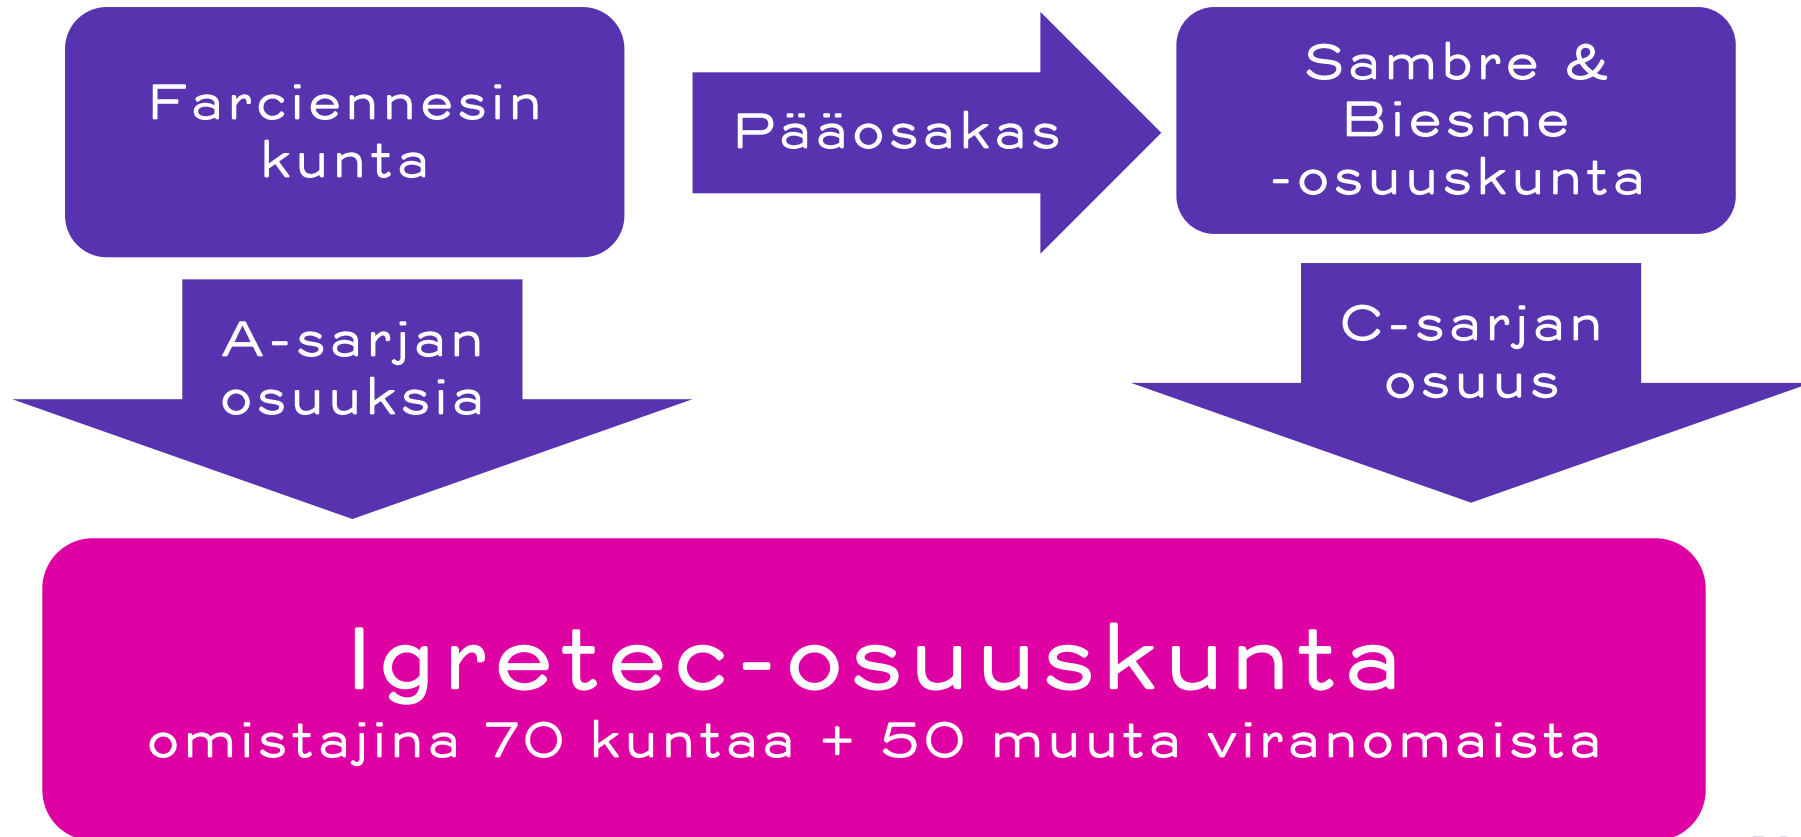 Farciennesin
kunta
Pääosakas
Sambre &
Biesme
-osuuskunta
A-sarjan
osuuksia
C-sarjan
osuus
Igretec-osuuskunta
omistajina 70 kuntaa + 50 muuta viranomaista